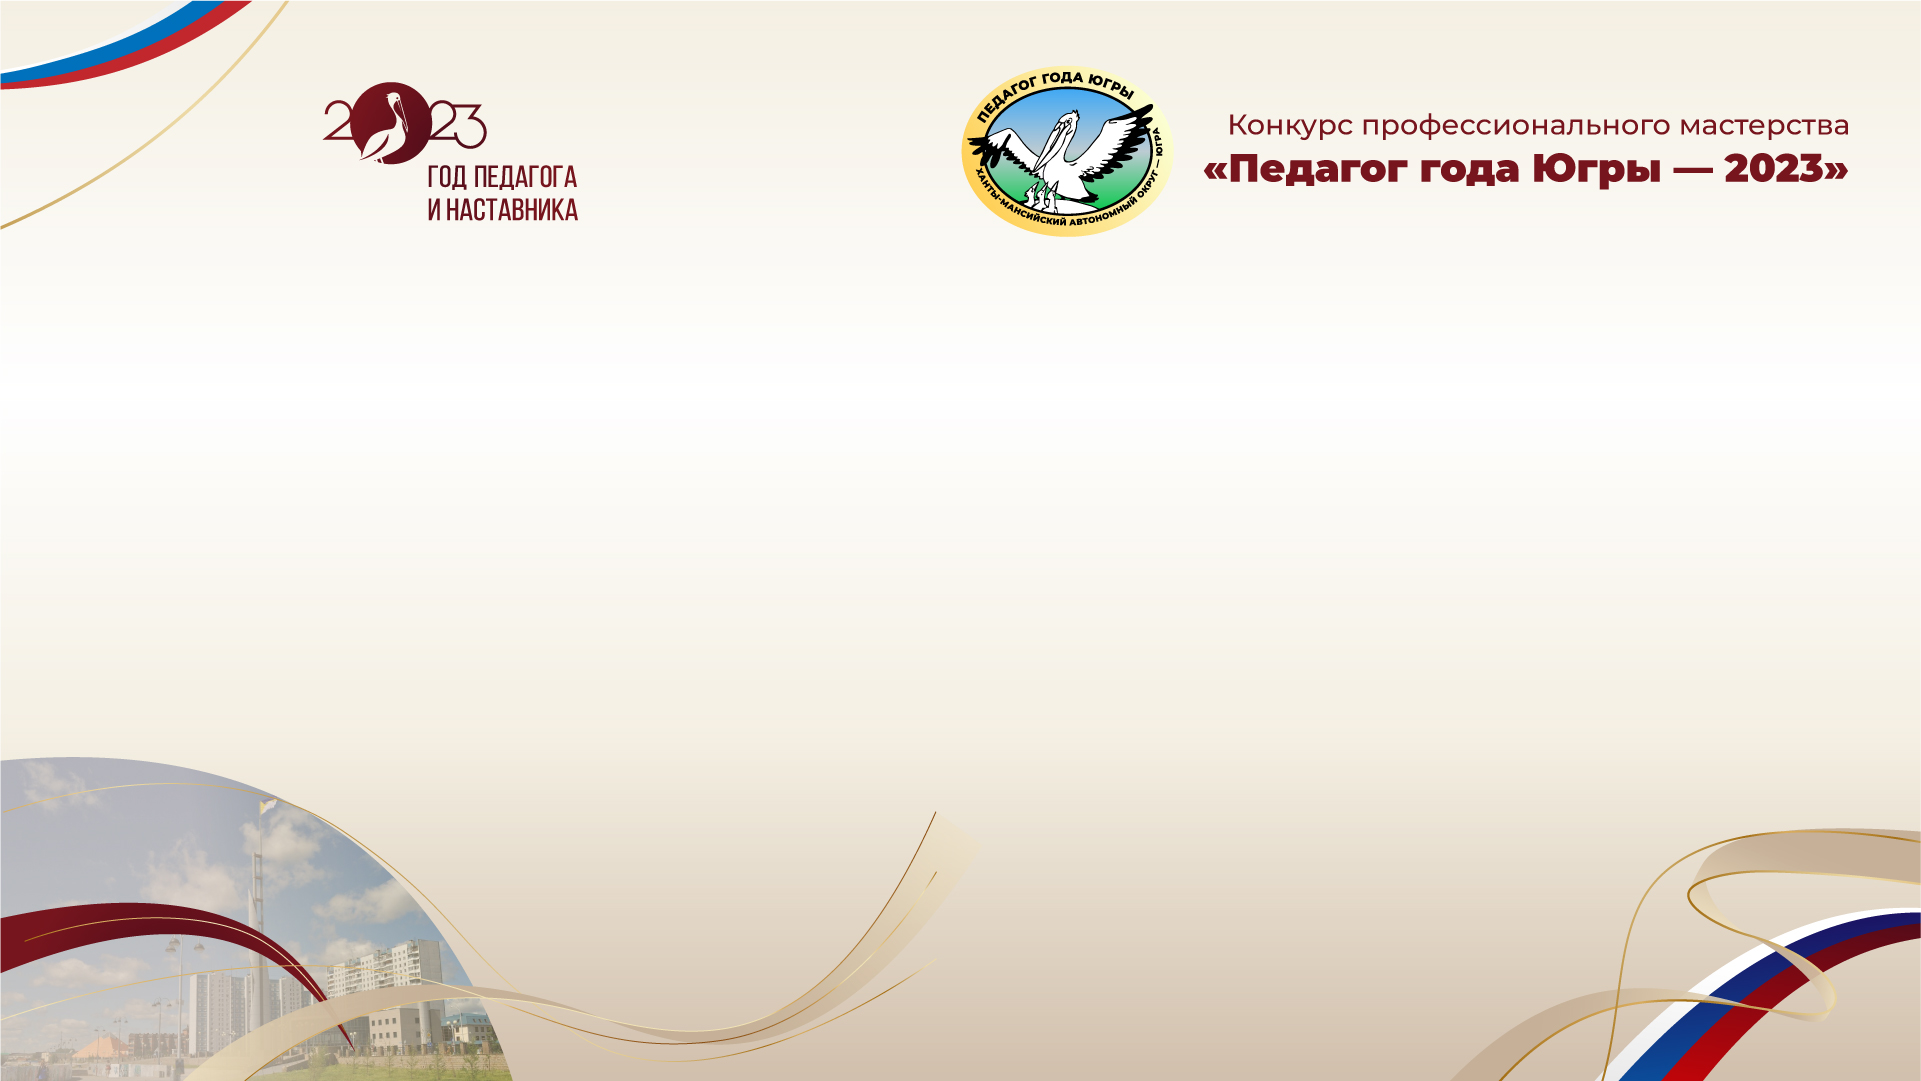 2023
ГОД ПЕДАГОГА
И НАСТАВНИКА
ПЕДАГОГ ГОДА ЮГРЫ
ХАНТЫ-МАНСИЙСКИЙ АВТОНОМНЫЙ ОКРУГ — ЮГРА
Конкурс профессионального мастерства
«Педагог года Югры — 2023»